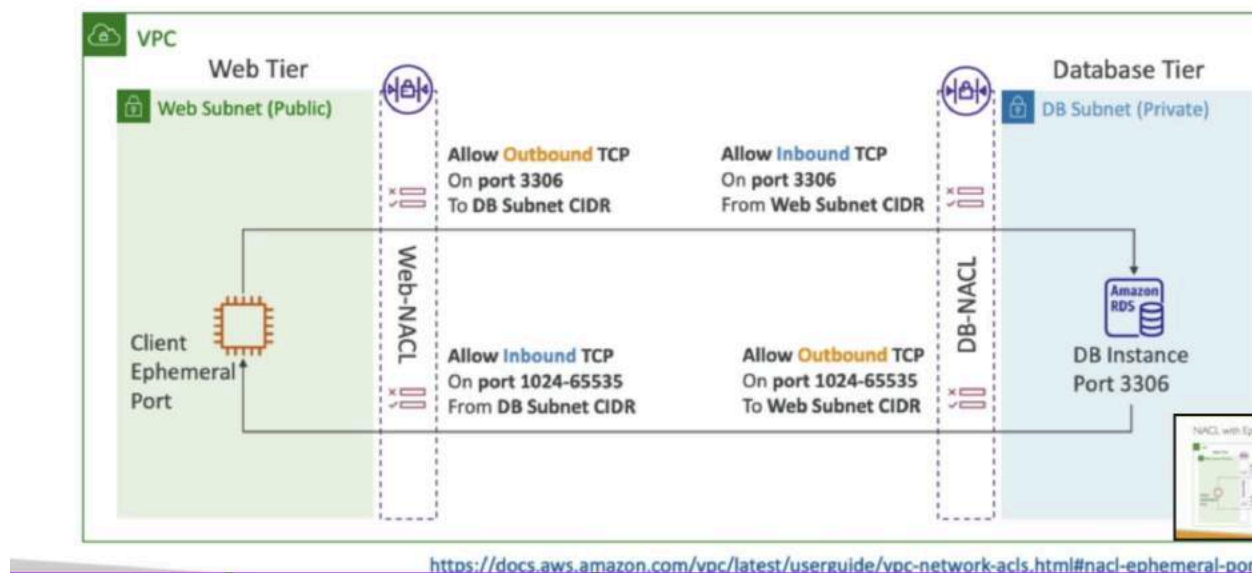 VPC
Web Tier
Database Tier
Web Subnet (Public)
DB Subnet (Private)
Allow Outbound TCP
On port 3306
To DB Subnet CIDR
Allow Inbound TCP
On port 3306
From Web Subnet CIDR
Web-NACL
DB-NACL
Client
Ephemeral
Port
Amazon
RDS
DB Instance
Port 3306
Allow Inbound TCP
On port 1024-65535
From DB Subnet CIDR
Allow Outbound TCP
On port 1024-65535
To Web Subnet CIDR
NACL with Ep
https://docs.aws.amazon.com/vpc/latest/userguide/vpc-network-acls.html#nacl-ephemeral-por